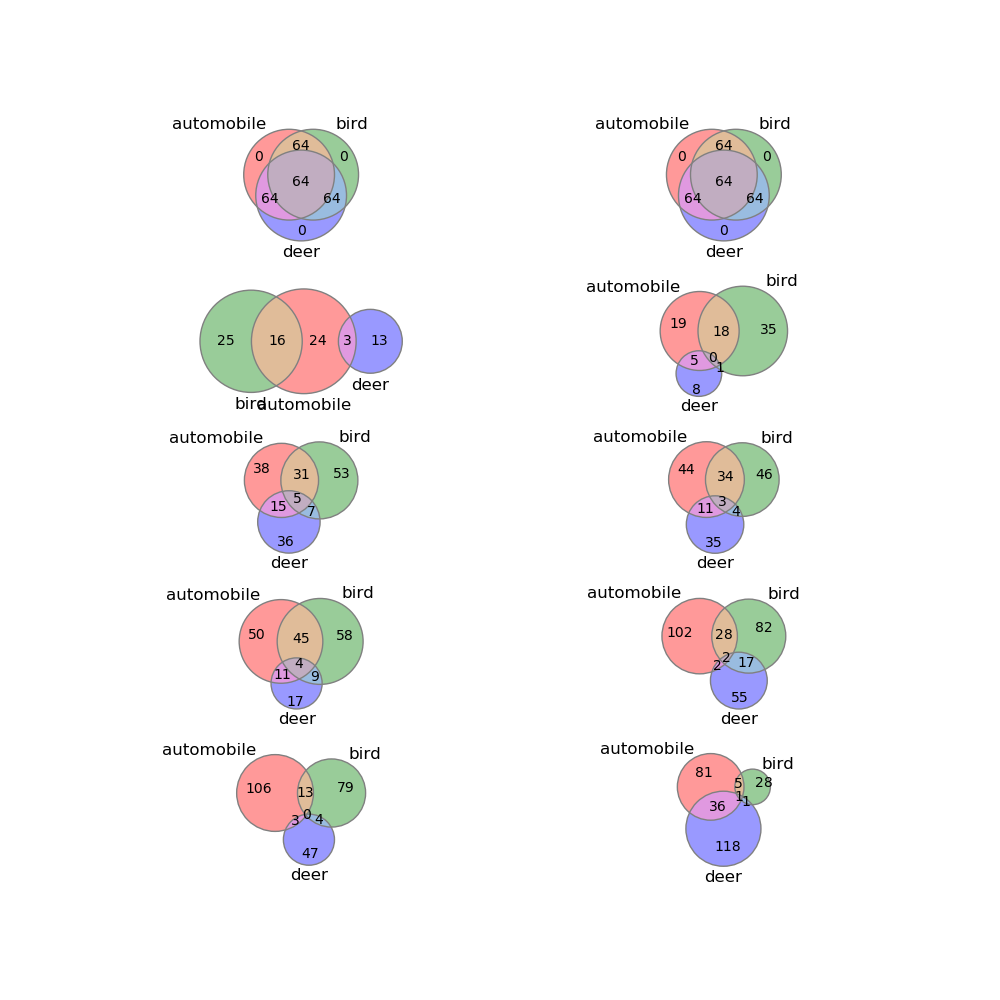 automobile bird
0 64 0
64
64 64
0
deer
automobile bird
0 64 0
64
64 64
0
deer
25 16 24 3 13
deer
bird automobile
automobile bird
19 18 35
5 0 1
8
deer
automobile bird
38 31 53
5
15 7
36
deer
automobile bird
44 34 46
3
11 4
35
deer
automobile bird
50 45 58
4
11 9
17
deer
automobile bird
102 28 82
2 2 17
55
deer
automobile bird
106 13 79
0
3 4
47
deer
automobile
bird
81 5 28
1
36 1
118
deer